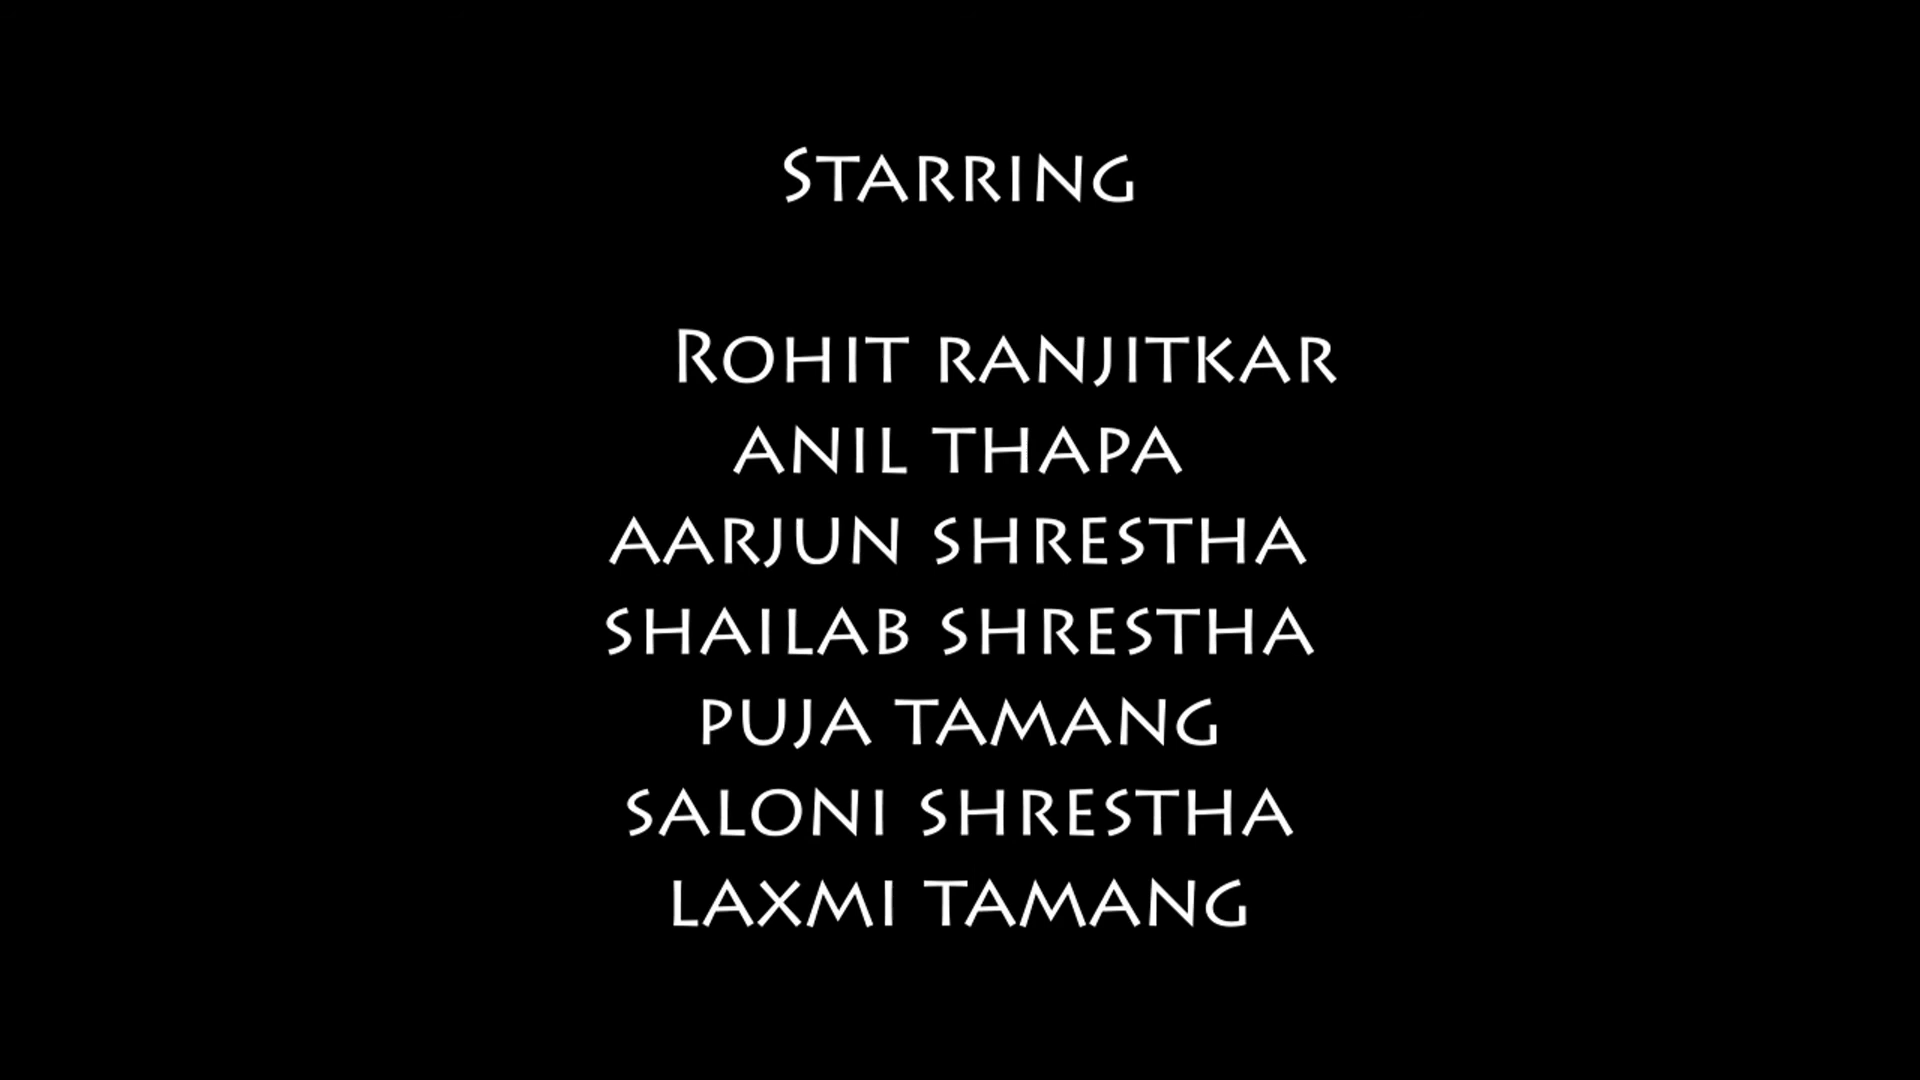 Starring
Rohit ranjitkar
anil thapa
aarjun shrestha
shailab shrestha
puja tamang
saloni shrestha
laxmi tamang